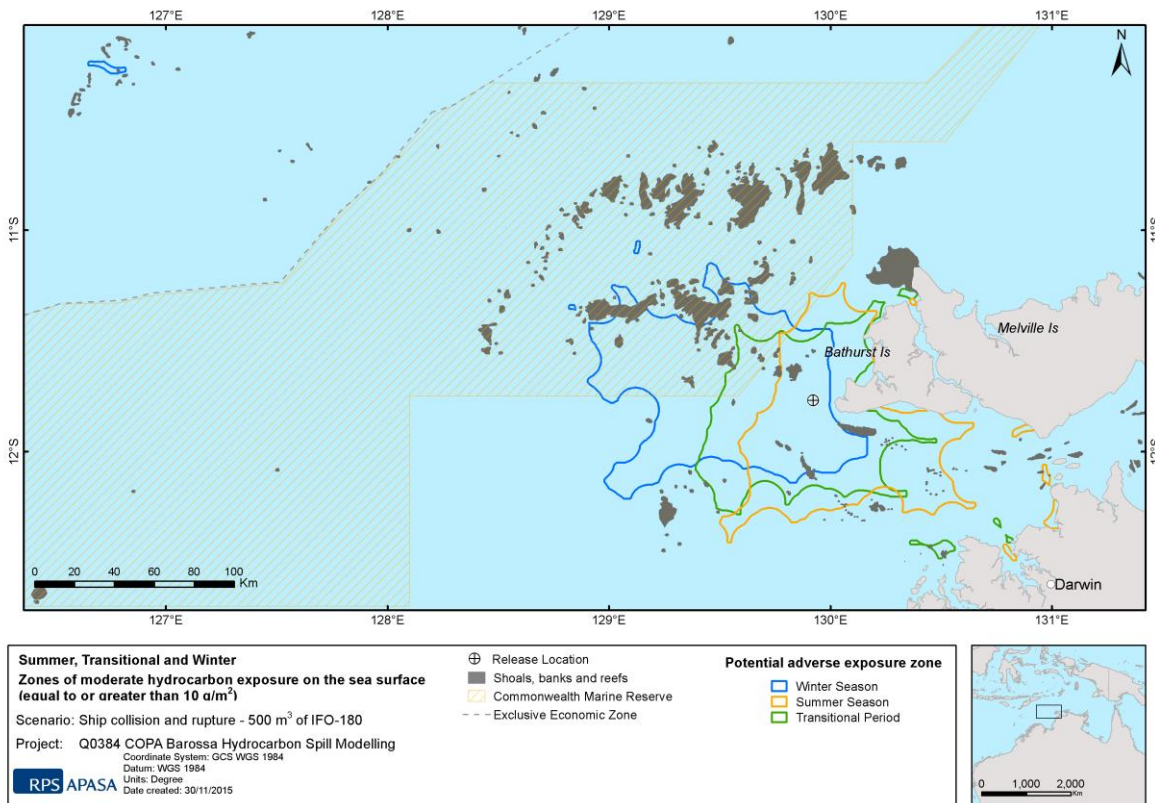 127°E
128°E
129°E
130°E
131°E
N
11°S
11°S
Melville Is
Bathurst Is
12°S
12°S
0 20 40 60 80 100
Km
Darwin
127°E
128°E
129°E
130°E
131°E
Summer, Transitional and Winter
Zones of moderate hydrocarbon exposure on the sea surface
(equal to or greater than 10 g/m²)
Scenario: Ship collision and rupture - 500 m³ of IFO-180
Project: Q0384 COPA Barossa Hydrocarbon Spill Modelling
Coordinate System: GCS WGS 1984
Datum: WGS 1984
Units: Degree
Date created: 30/11/2015
RPS APASA
Release Location
Shoals, banks and reefs
Commonwealth Marine Reserve
Exclusive Economic Zone
Potential adverse exposure zone
Winter Season
Summer Season
Transitional Period
0 1,000 2,000
Km